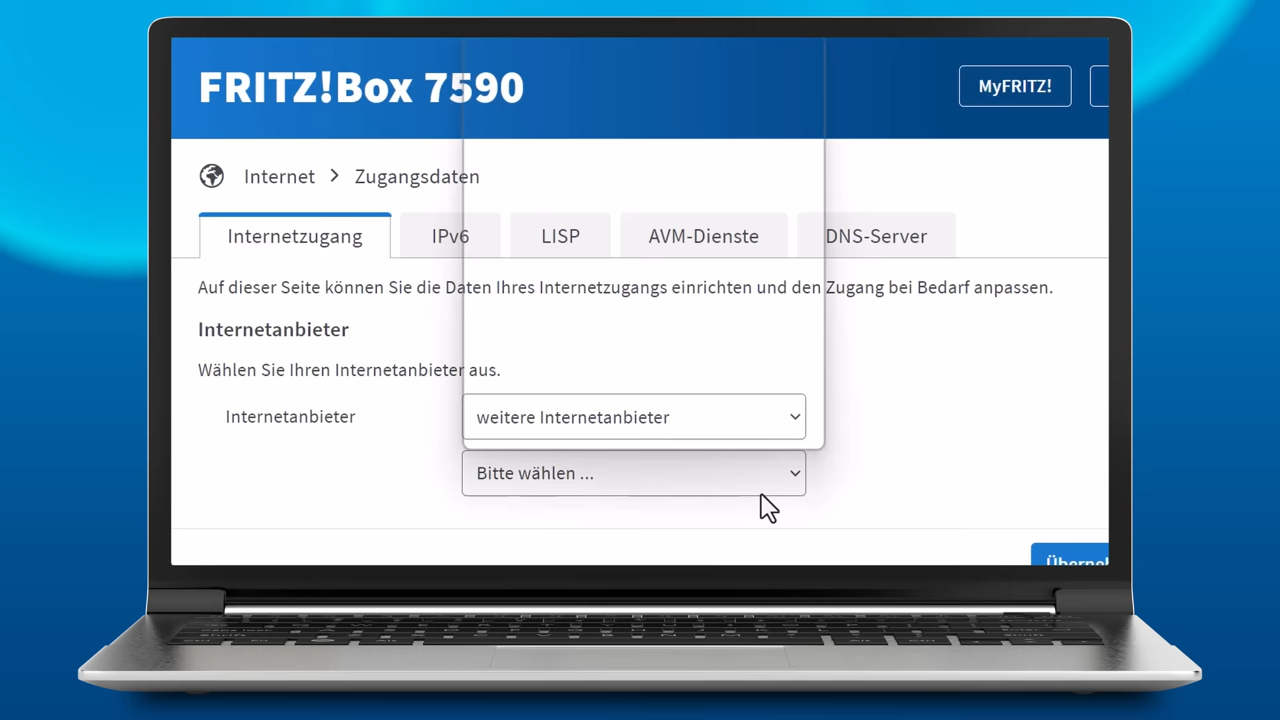 FRITZ!Box 7590
MyFRITZ!
Internet > Zugangsdaten
Internetzugang
IPv6
LISP
AVM-Dienste
DNS-Server
Auf dieser Seite können Sie die Daten Ihres Internetzugangs einrichten und den Zugang bei Bedarf anpassen.
Internetanbieter
Wählen Sie Ihren Internetanbieter aus.
Internetanbieter
weitere Internetanbieter
Bitte wählen ...